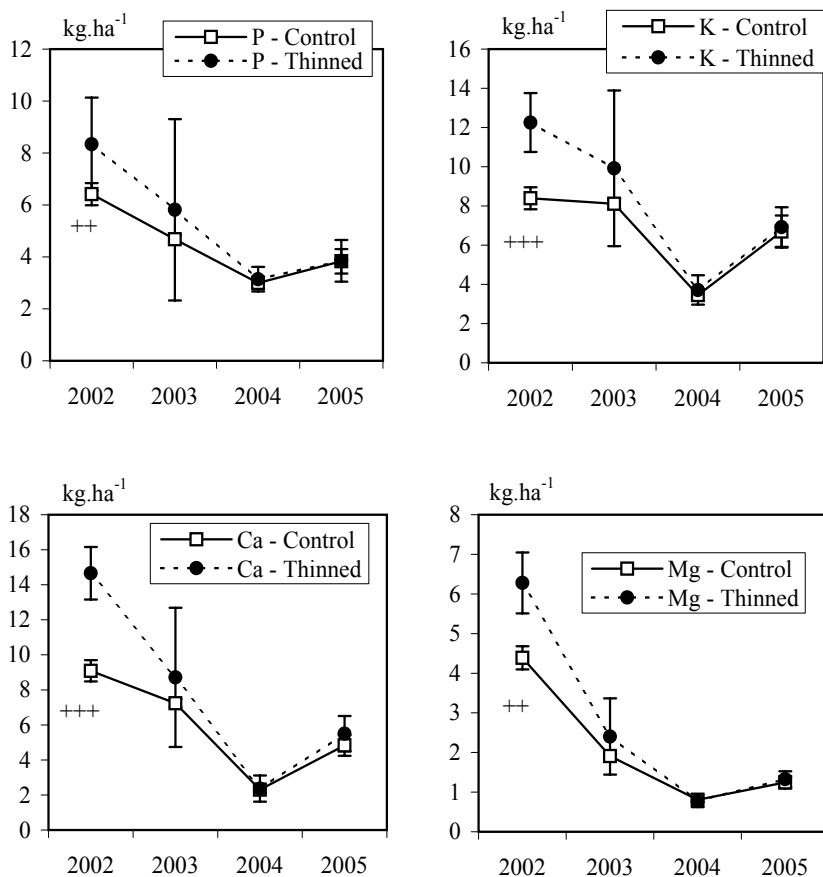 kg.ha-1
P - Control
P - Thinned
12
10
8
6
4
2
0
++
2002 2003 2004 2005
kg.ha-1
K - Control
K - Thinned
16
14
12
10
8
6
4
2
0
+++
2002 2003 2004 2005
kg.ha-1
Ca - Control
Ca - Thinned
18
16
14
12
10
8
6
4
2
0
+++
2002 2003 2004 2005
kg.ha-1
Mg - Control
Mg - Thinned
8
7
6
5
4
3
2
1
0
++
2002 2003 2004 2005